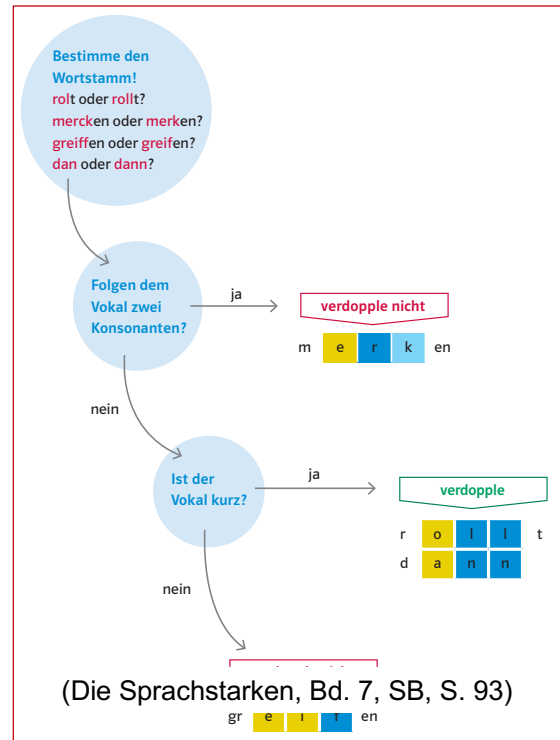 Bestimme den
Wortstamm!
rolt oder rollt?
mercken oder merken?
greiffen oder greifen?
dan oder dann?
Folgen dem
Vokal zwei
Konsonanten?
ja
verdopple nicht
m e r k en
nein
Ist der
Vokal kurz?
ja
verdopple
r o l l t
d a n n
nein
(Die Sprachstarken, Bd. 7, SB, S. 93)
gr e i f en